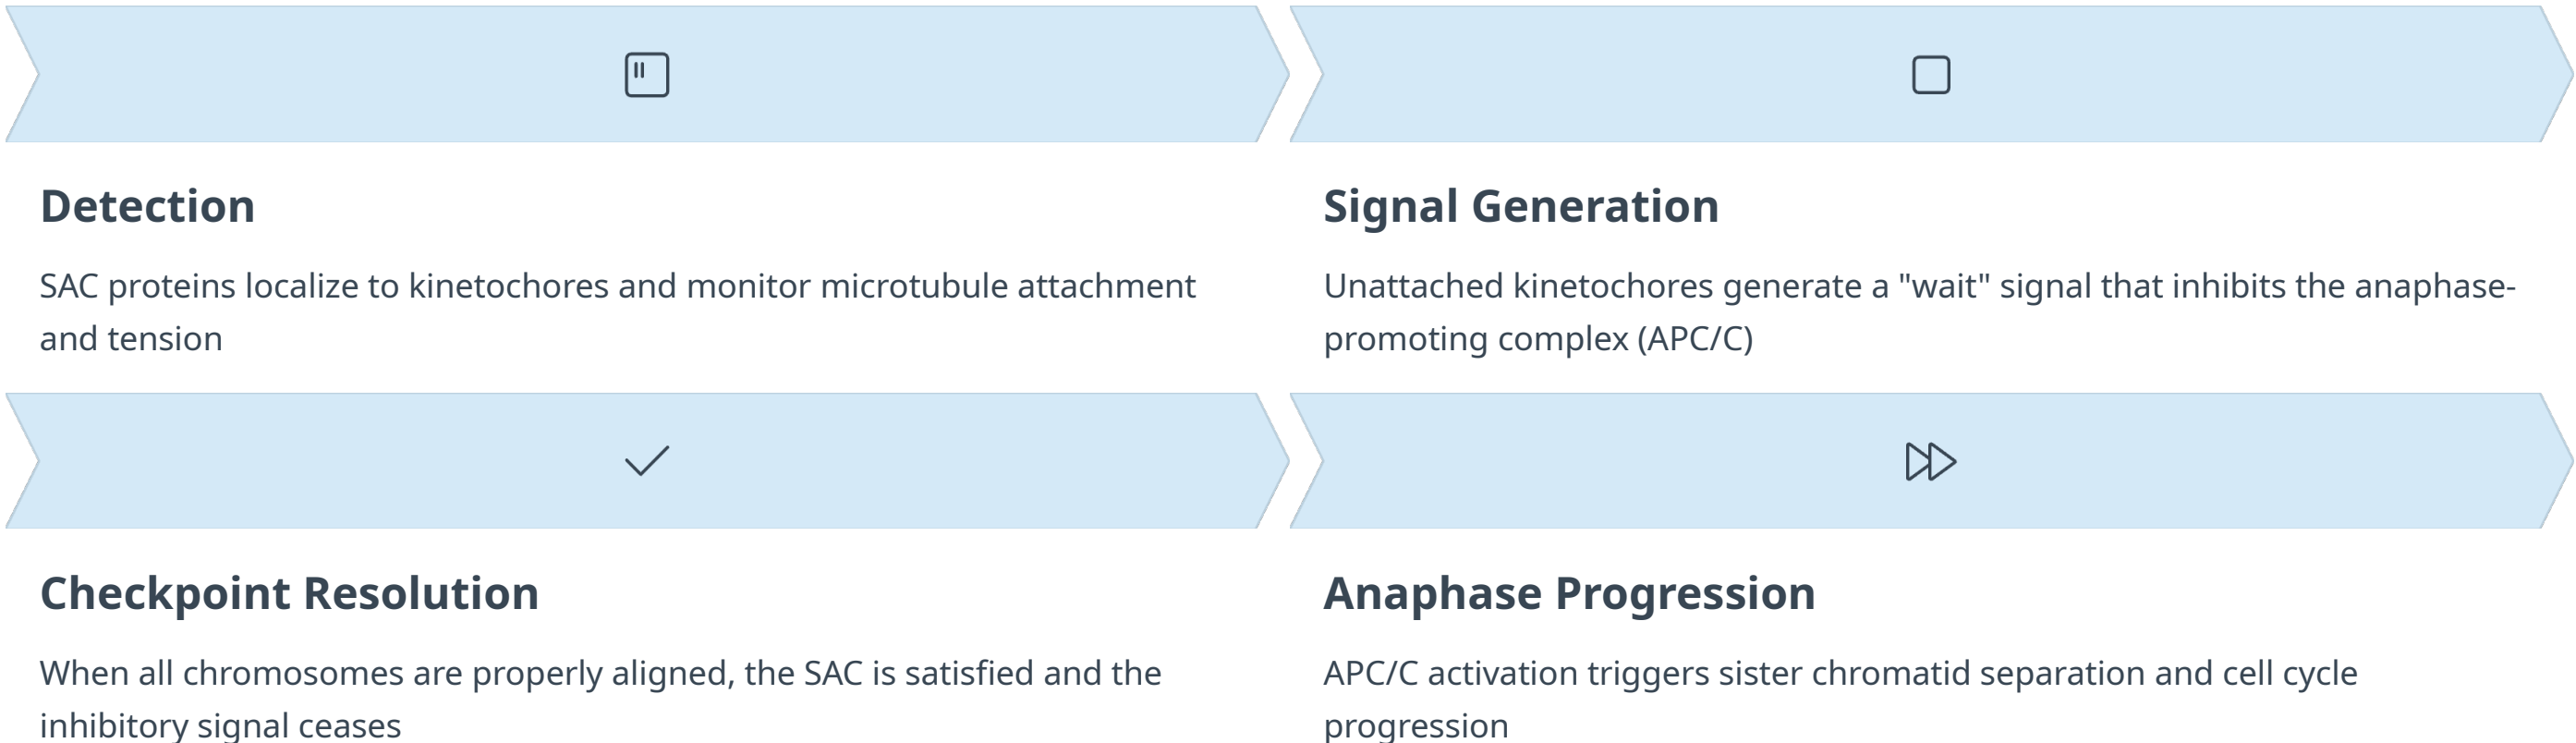 Detection
SAC proteins localize to kinetochores and monitor microtubule attachment
and tension
Signal Generation
Unattached kinetochores generate a "wait" signal that inhibits the anaphase-
promoting complex (APC/C)
Checkpoint Resolution
When all chromosomes are properly aligned, the SAC is satisfied and the
inhibitory signal ceases
Anaphase Progression
APC/C activation triggers sister chromatid separation and cell cycle
progression